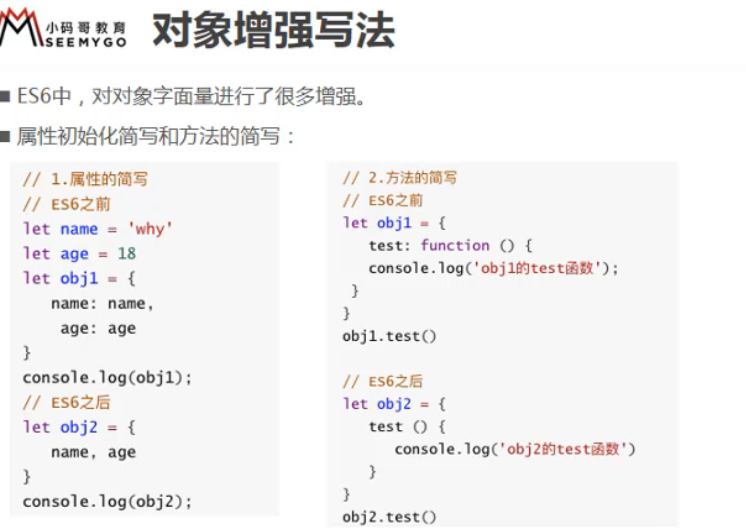 小码哥教育
SEEMYGO
对象增强写法
ES6中，对对象字面量进行了很多增强。
属性初始化简写和方法的简写：
// 1.属性的简写
// ES6之前
let name = 'why'
let age = 18
let obj1 = {
name: name,
age: age
}
console.log(obj1);
// ES6之后
let obj2 = {
name, age
}
console.log(obj2);
// 2.方法的简写
// ES6之前
let obj1 = {
test: function () {
console.log('obj1的test函数');
}
}
obj1.test()
// ES6之后
let obj2 = {
test () {
console.log('obj2的test函数')
}
}
obj2.test()